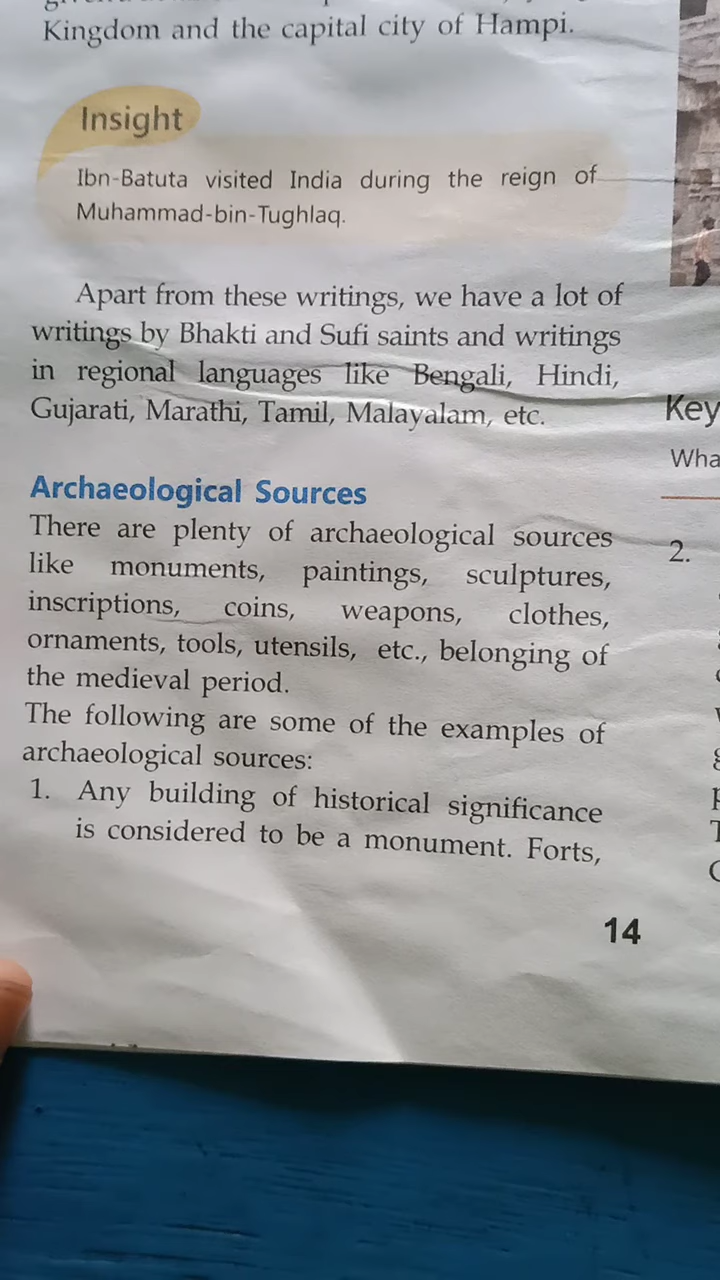 Kingdom and the capital city of Hampi.
Insight
Ibn-Batuta visited India during the reign of
Muhammad-bin-Tughlaq.
Apart from these writings, we have a lot of
writings by Bhakti and Sufi saints and writings
in regional languages like Bengali, Hindi,
Gujarati, Marathi, Tamil, Malayalam, etc.
Archaeological Sources
There are plenty of archaeological sources
like monuments, paintings, sculptures,
inscriptions, coins, weapons, clothes,
ornaments, tools, utensils, etc., belonging of
the medieval period.
The following are some of the examples of
archaeological sources:
1. Any building of historical significance
is considered to be a monument. Forts,
14
Key
2.